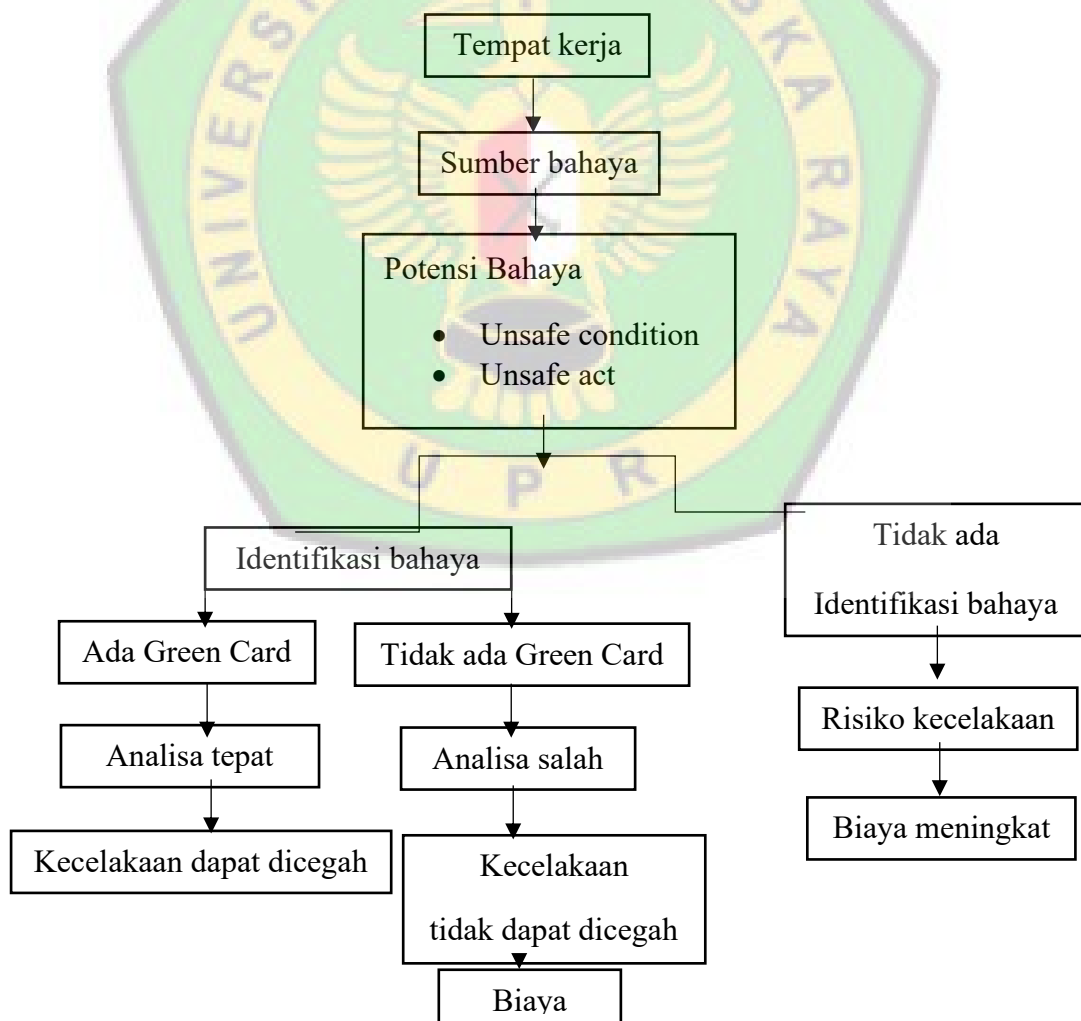 Tempat kerja
Sumber bahaya
Potensi Bahaya
• Unsafe condition
• Unsafe act
Identifikasi bahaya
Tidak ada
Identifikasi bahaya
Ada Green Card
Tidak ada Green Card
Risiko kecelakaan
Analisa tepat
Analisa salah
Biaya meningkat
Kecelakaan dapat dicegah
Kecelakaan
tidak dapat dicegah
Biaya
UPR
RAYA